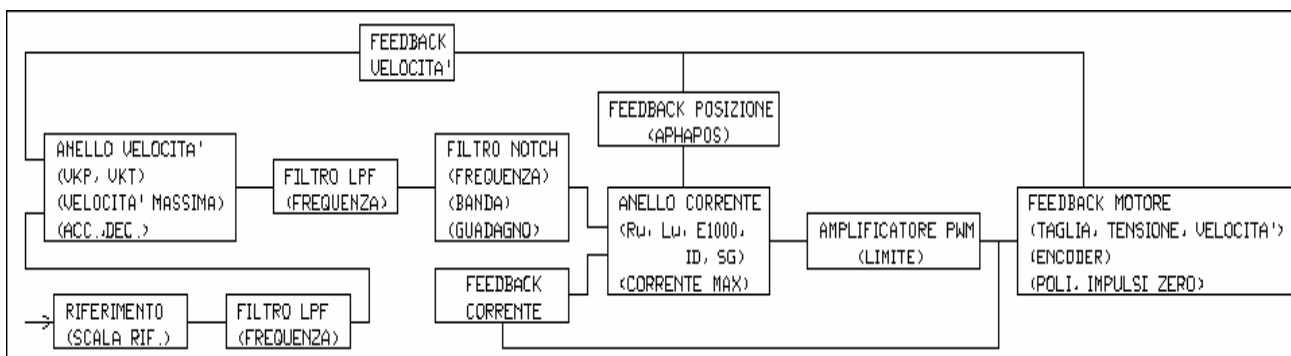 FEEDBACK
VELOCITA'
FEEDBACK POSIZIONE
(APHAPOS)
ANELLO VELOCITA'
(VKP, VKT)
(VELOCITA' MASSIMA)
(ACC.,DEC.)
FILTRO LPF
(FREQUENZA)
FILTRO NOTCH
(FREQUENZA)
(BANDA)
(GUADAGNO)
ANELLO CORRENTE
(Rw, Lw, E1000,
ID, SG)
(CORRENTE MAX)
AMPLIFICATORE PWM
(LIMITE)
FEEDBACK MOTORE
(TAGLIA, TENSIONE, VELOCITA')
(ENCODER)
(POLI, IMPULSI ZERO)
FEEDBACK
CORRENTE
RIFERIMENTO
(SCALA RIF.)
FILTRO LPF
(FREQUENZA)